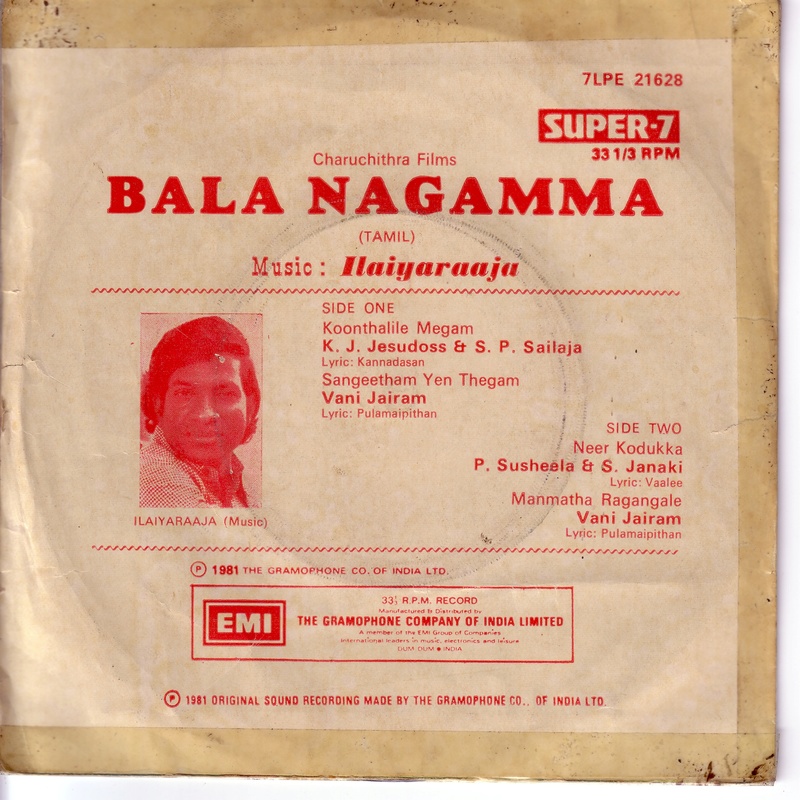 7LPE 21628
SUPER-7
33 1/3 RPM
Charuchithra Films
BALA NAGAMMA
(TAMIL)
Music: Ilaiyaraaja
SIDE ONE
Koonthalile Megam
K. J. Jesudoss & S. P. Sailaja
Lyric: Kannadasan
Sangeetham Yen Thegam
Vani Jairam
Lyric: Pulamaipithan
SIDE TWO
Neer Kodukka
P. Susheela & S. Janaki
Lyric: Vaalee
Manmatha Ragangale
Vani Jairam
Lyric: Pulamaipithan
ILAIYARAAJA (Music)
Ⓟ 1981 THE GRAMOPHONE CO. OF INDIA LTD.
EMI
33⅓ R.P.M. RECORD
Manufactured & Distributed by
THE GRAMOPHONE COMPANY OF INDIA LIMITED
A member of the EMI Group of Companies
International leaders in music, electronics and leisure
DUM DUM ● INDIA
Ⓟ 1981 ORIGINAL SOUND RECORDING MADE BY THE GRAMOPHONE CO., OF INDIA LTD.